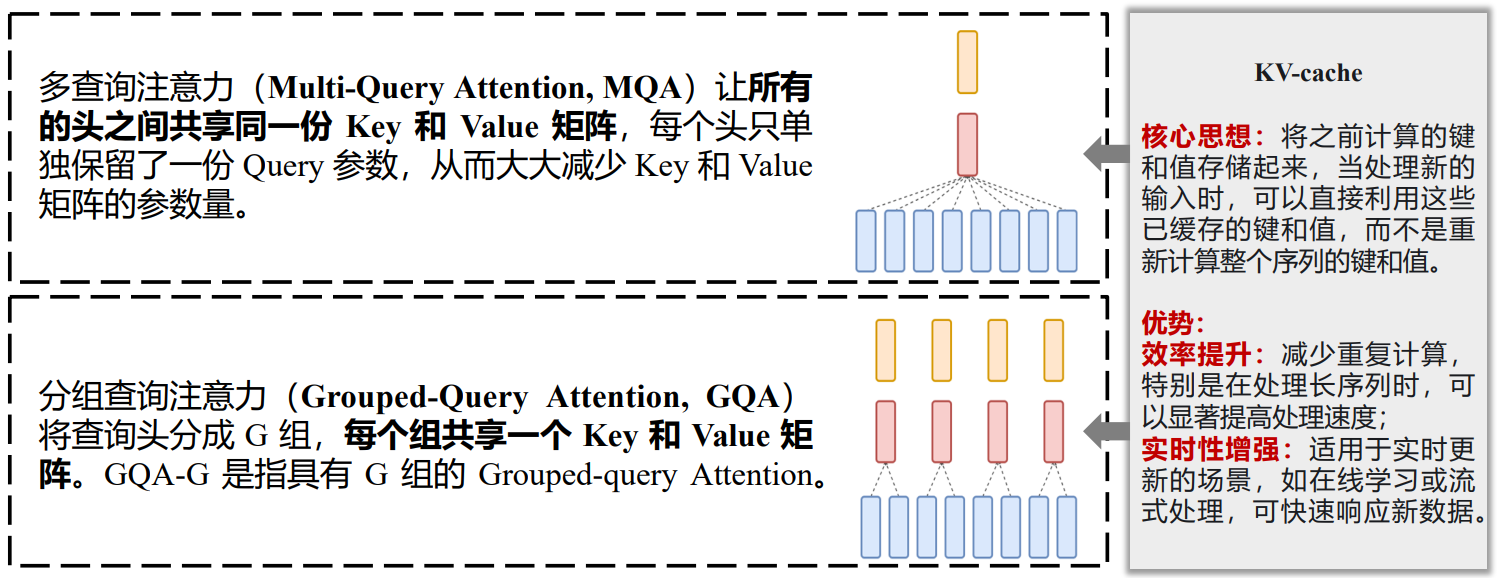 多查询注意力（Multi-Query Attention, MQA）让所有
的头之间共享同一份 Key 和 Value 矩阵，每个头只单
独保留了一份 Query 参数，从而大大减少 Key 和 Value
矩阵的参数量。
分组查询注意力（Grouped-Query Attention, GQA）
将查询头分成 G 组，每个组共享一个 Key 和 Value 矩
阵。GQA-G 是指具有 G 组的 Grouped-query Attention。
KV-cache
核心思想：将之前计算的键
和值存储起来，当处理新的
输入时，可以直接利用这些
已缓存的键和值，而不是重
新计算整个序列的键和值。
优势：
效率提升：减少重复计算，
特别是在处理长序列时，可
以显著提高处理速度；
实时性增强：适用于实时更
新的场景，如在线学习或流
式处理，可快速响应新数据。